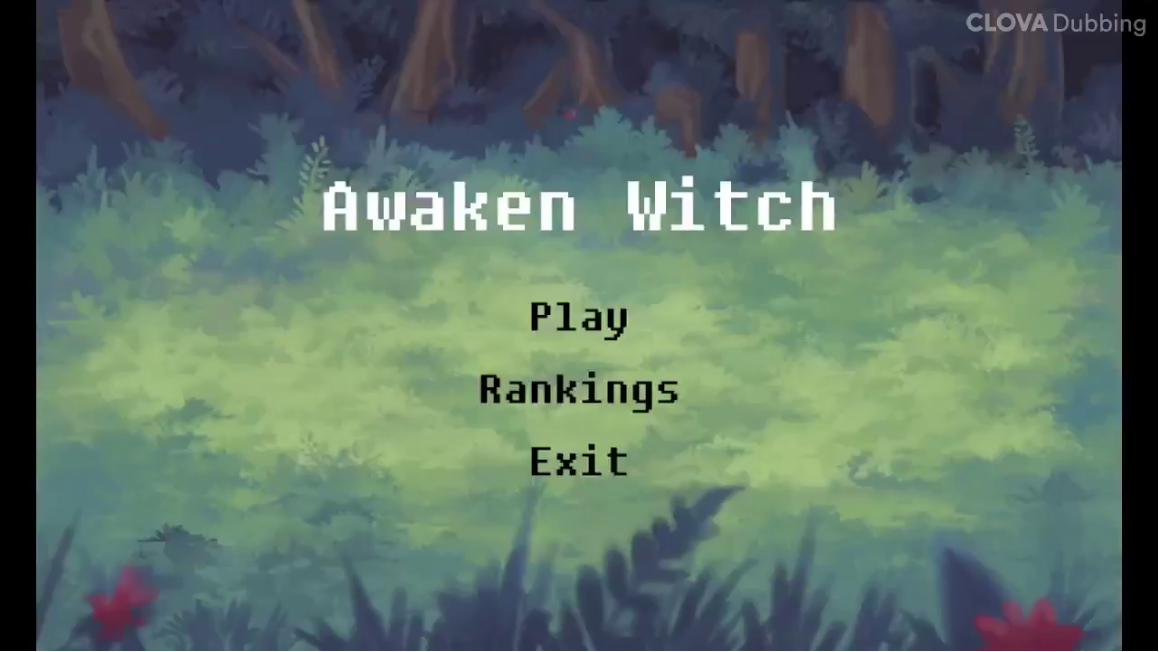 CLOVA Dubbing
Awaken Witch
Play
Rankings
Exit